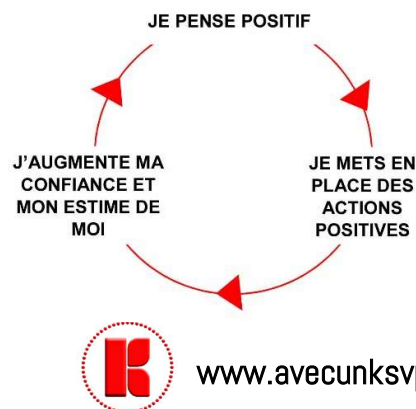 JE PENSE POSITIF
J'AUGMENTE MA
CONFIANCE ET
MON ESTIME DE
MOI
JE METS EN
PLACE DES
ACTIONS
POSITIVES
K
www.avecunksvp